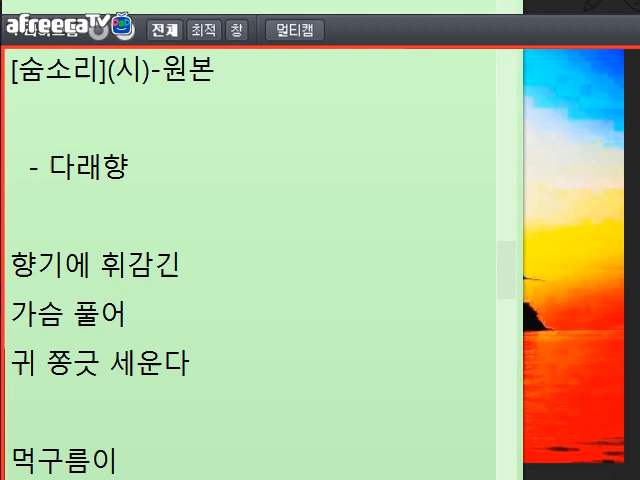 afreecaTV
전체 최적 창 멀티캠
[숨소리](시)-원본
- 다래향
향기에 휘감긴
가슴 풀어
귀 쫑긋 세운다
먹구름이